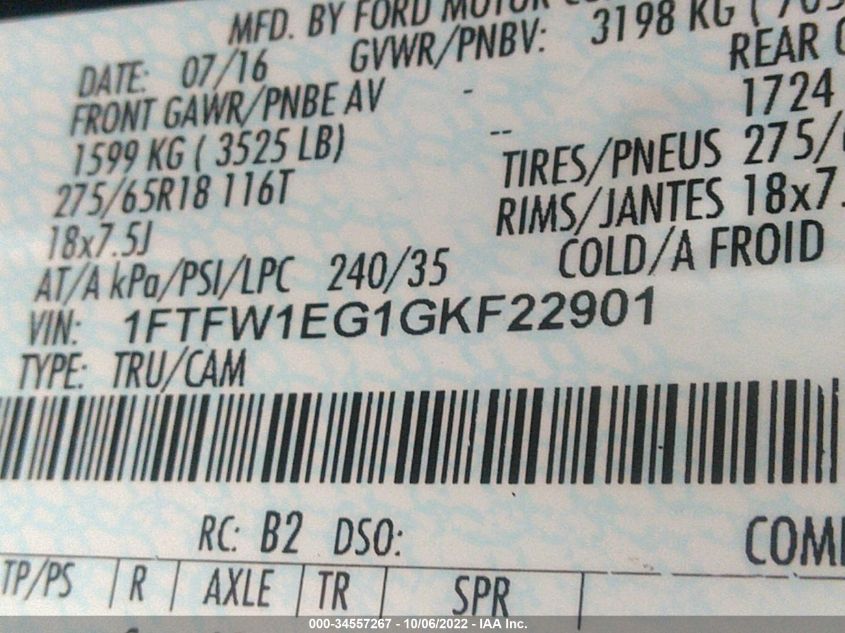 MFD. BY FORD MOTOR
DATE: 07/16 GVWR/PNBV: 3198 KG (
FRONT GAWR/PNBE AV - REAR
1599 KG ( 3525 LB) -- 1724
275/65R18 116T TIRES/PNEUS 275/
18x7.5J RIMS/JANTES 18x7.
AT/A kPa/PSI/LPC 240/35 COLD/A FROID
VIN: 1FTFW1EG1GKF22901
TYPE: TRU/CAM
RC: B2 DSO:
TP/PS R AXLE TR SPR
000-34557267 - 10/06/2022 - IAA Inc.